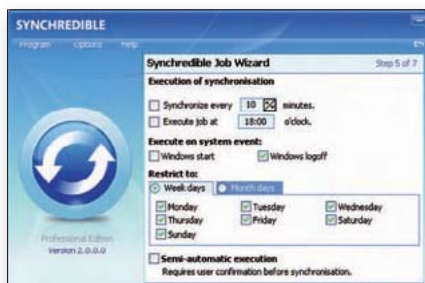 SYNCHREDIBLE
Program Options Help EN
Synchredible Job Wizard Step 5 of 7
Execution of synchronisation
Synchronize every 10 minutes.
Execute job at 18:00 o'clock.
Execute on system event:
Windows start Windows logoff
Restrict to:
Week days Month days
Monday Tuesday Wednesday
Thursday Friday Saturday
Sunday
Professional Edition
Version 2.0.0.0
Semi-automatic execution
Requires user confirmation before synchronisation.